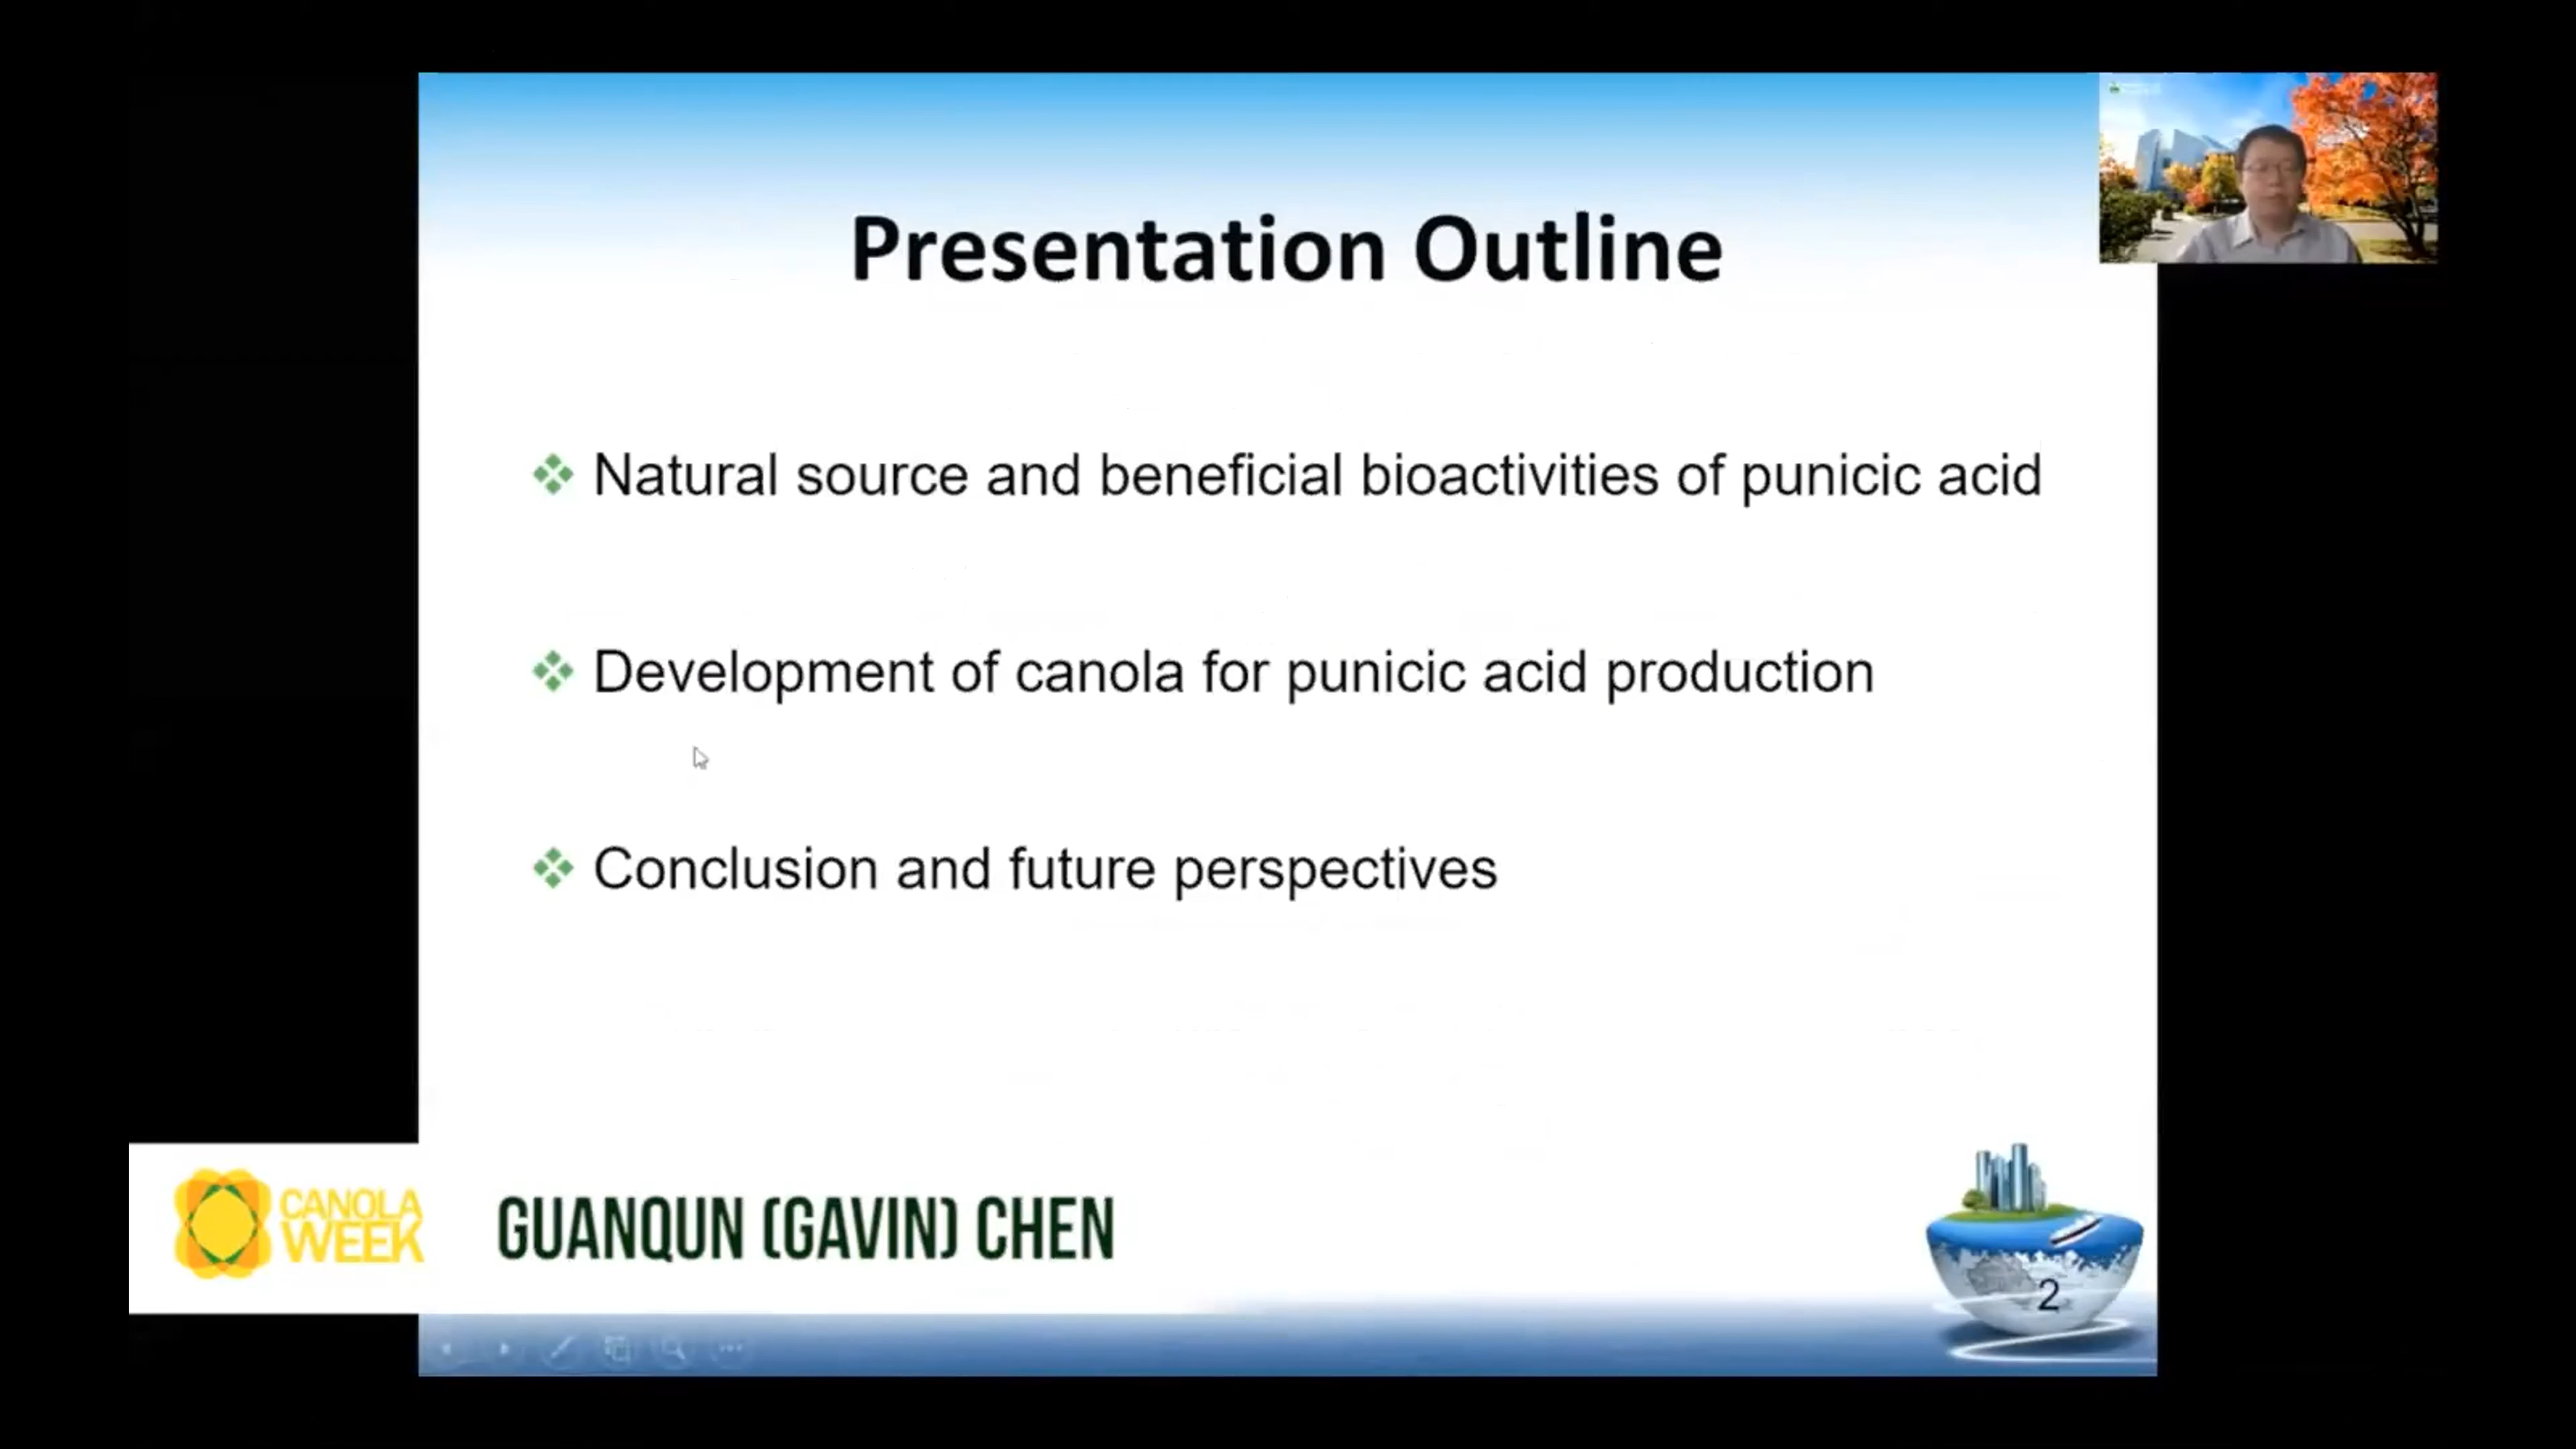 Presentation Outline
Natural source and beneficial bioactivities of punicic acid
Development of canola for punicic acid production
Conclusion and future perspectives
CANOLA
WEEK
GUANQUN (GAVIN) CHEN
2